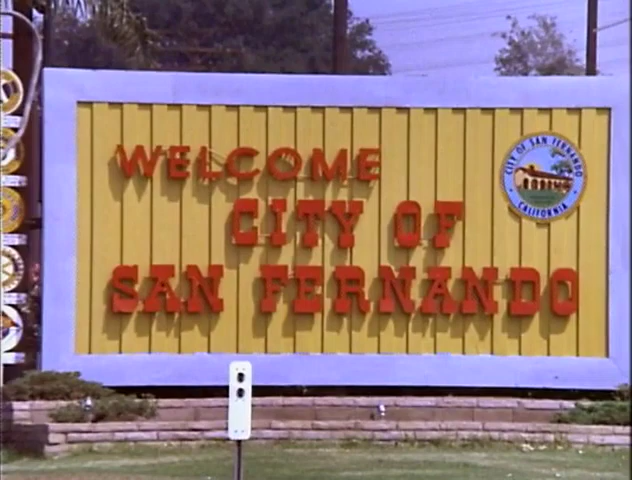 WELCOME
CITY OF
SAN FERNANDO
CITY OF SAN FERNANDO
CALIFORNIA